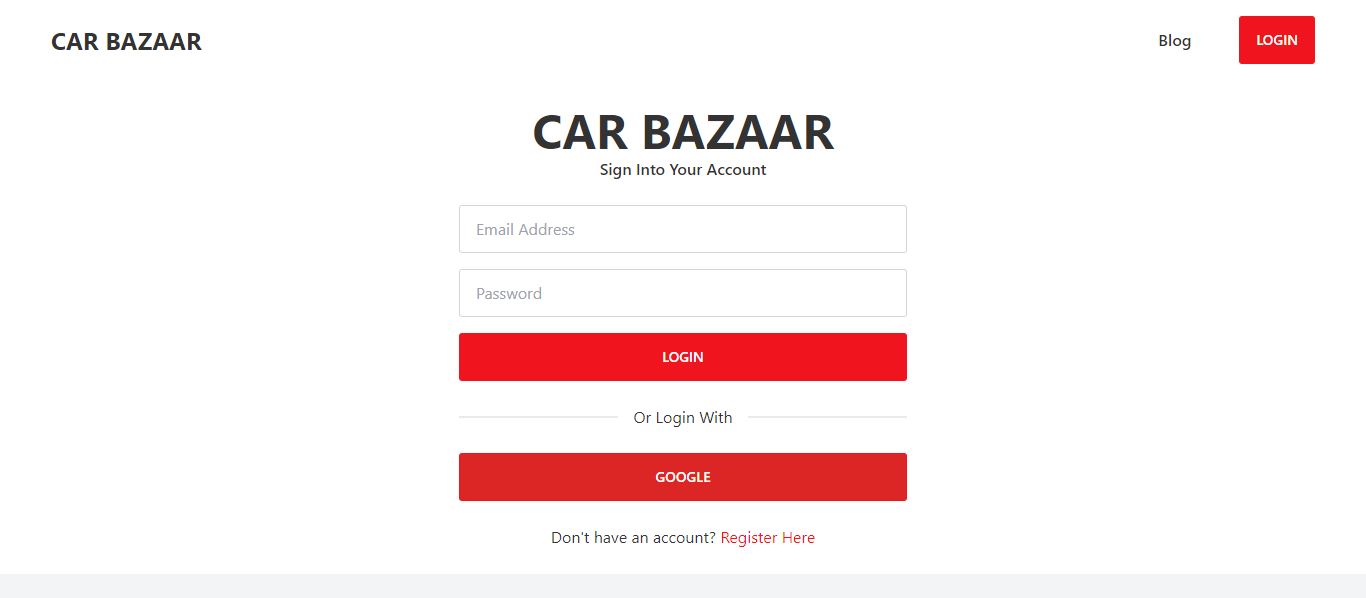 CAR BAZAAR
Blog
LOGIN
CAR BAZAAR
Sign Into Your Account
Email Address
Password
LOGIN
Or Login With
GOOGLE
Don't have an account? Register Here